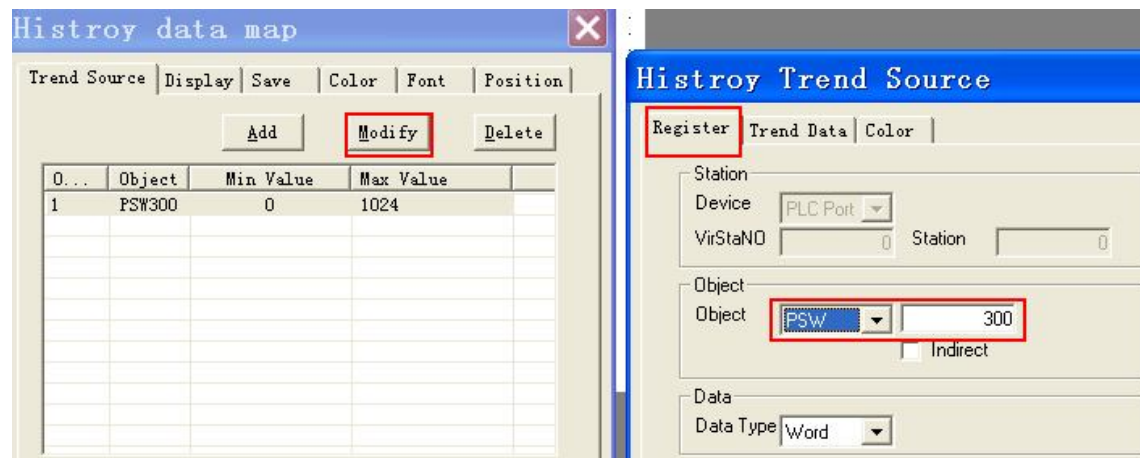 Histroy data map
Trend Source Display Save Color Font Position
Add Modify Delete
O... Object Min Value Max Value
1 PSW300 0 1024
Histroy Trend Source
Register Trend Data Color
Station
Device PLC Port
VirStaNO 0 Station 0
Object
Object PSW 300
Indirect
Data
Data Type Word